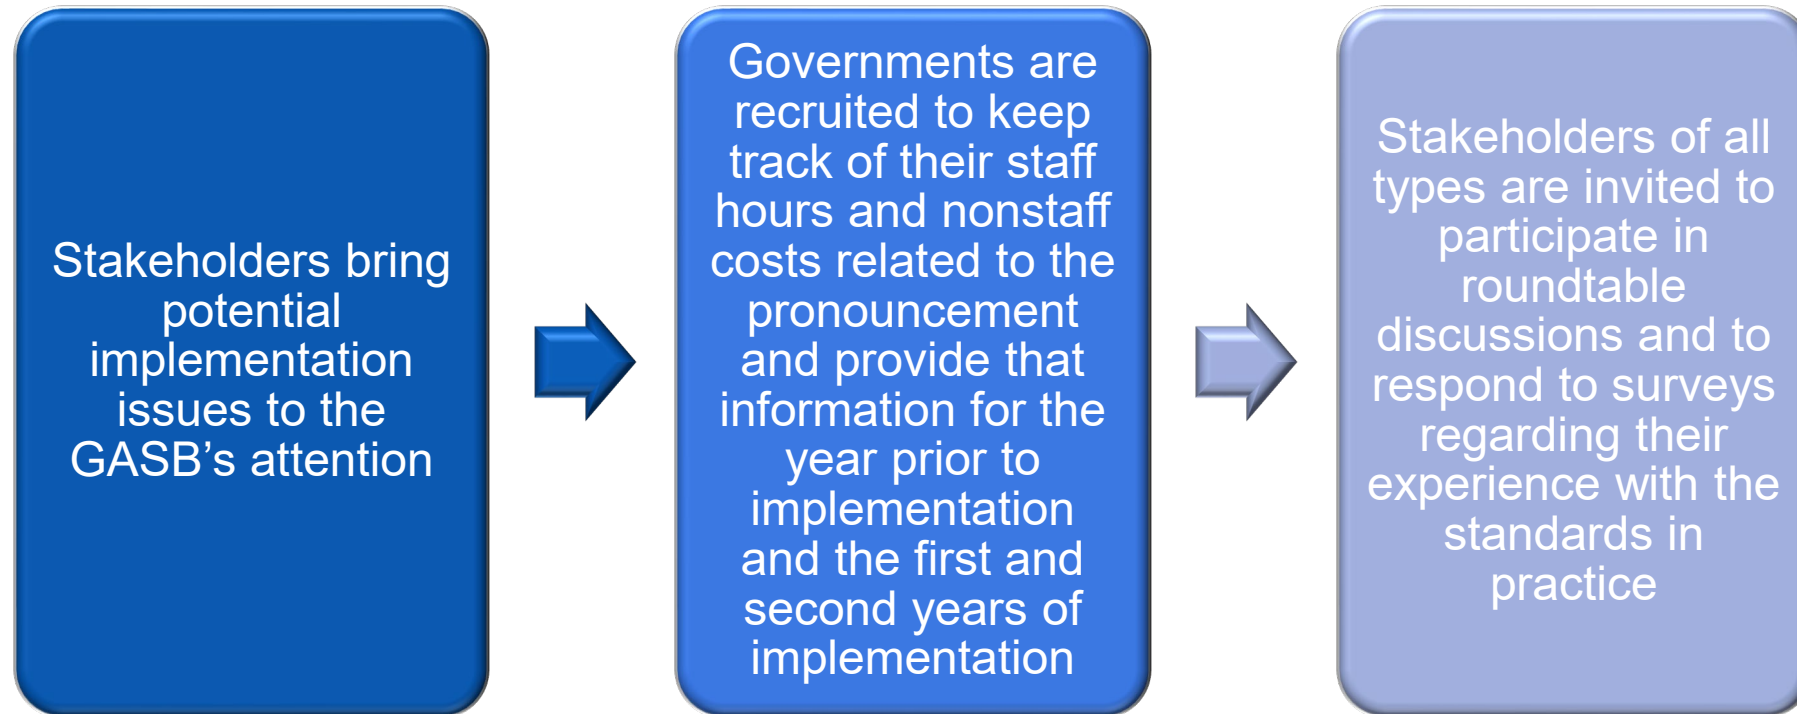 Stakeholders bring
potential
implementation
issues to the
GASB’s attention
Governments are
recruited to keep
track of their staff
hours and nonstaff
costs related to the
pronouncement
and provide that
information for the
year prior to
implementation
and the first and
second years of
implementation
Stakeholders of all
types are invited to
participate in
roundtable
discussions and to
respond to surveys
regarding their
experience with the
standards in
practice